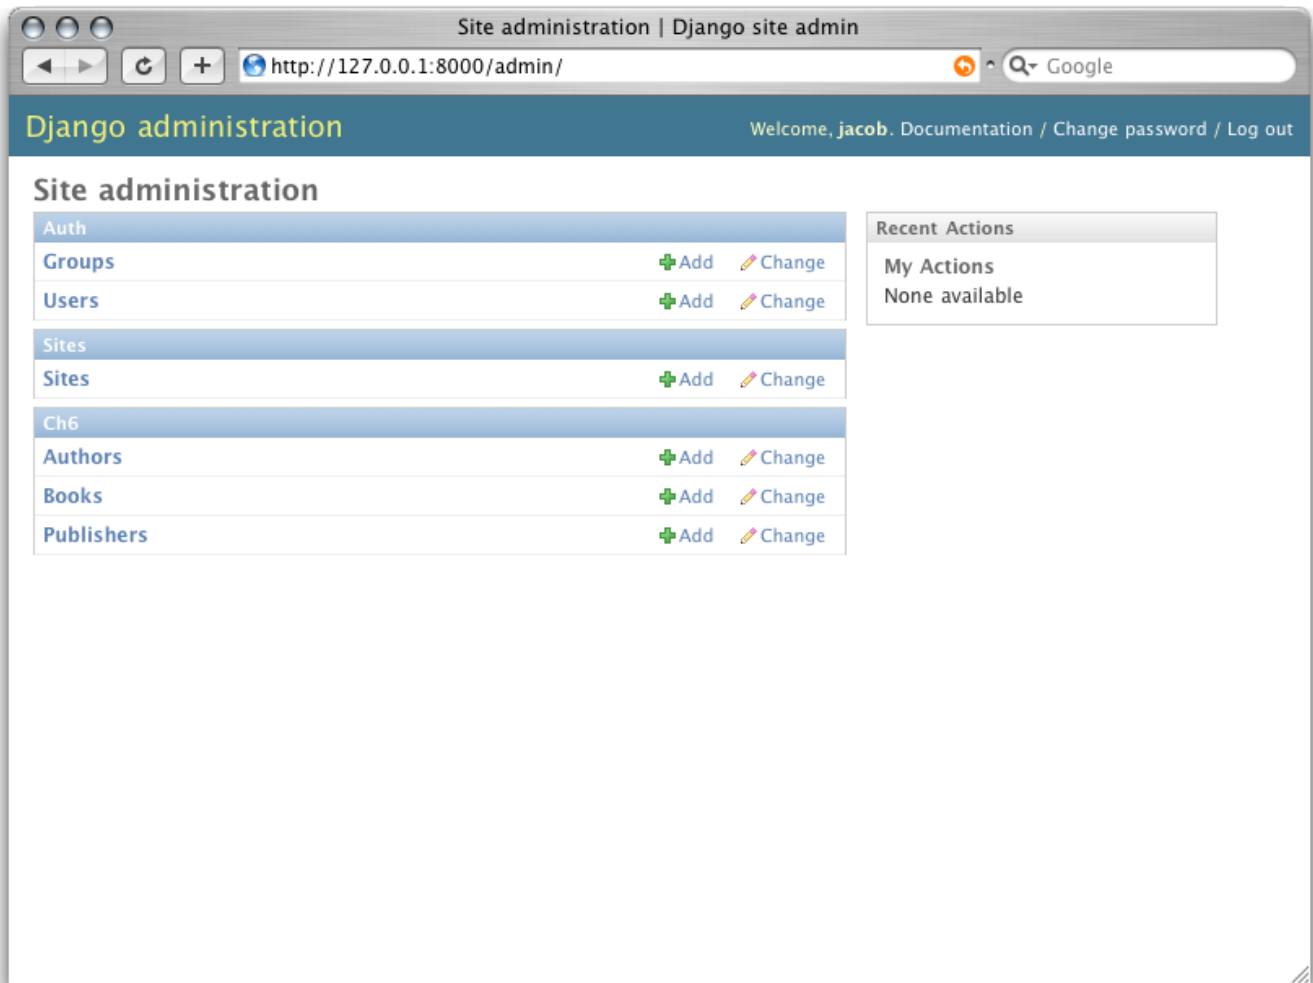 Site administration | Django site admin
http://127.0.0.1:8000/admin/
Google
Django administration
Welcome, jacob. Documentation / Change password / Log out
Site administration
Auth
Groups Add Change
Users Add Change
Sites
Sites Add Change
Ch6
Authors Add Change
Books Add Change
Publishers Add Change
Recent Actions
My Actions
None available